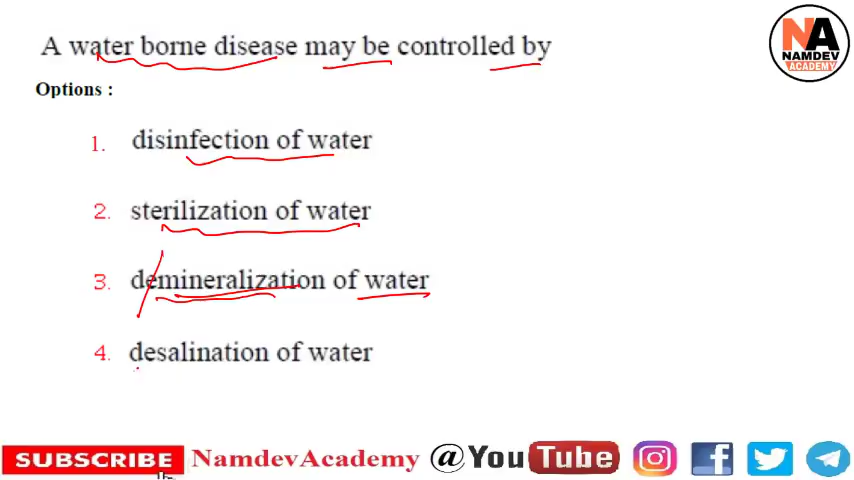 NA
NAMDEV
ACADEMY
A water borne disease may be controlled by
Options :
1. disinfection of water
2. sterilization of water
3. demineralization of water
4. desalination of water
SUBSCRIBE NamdevAcademy @YouTube